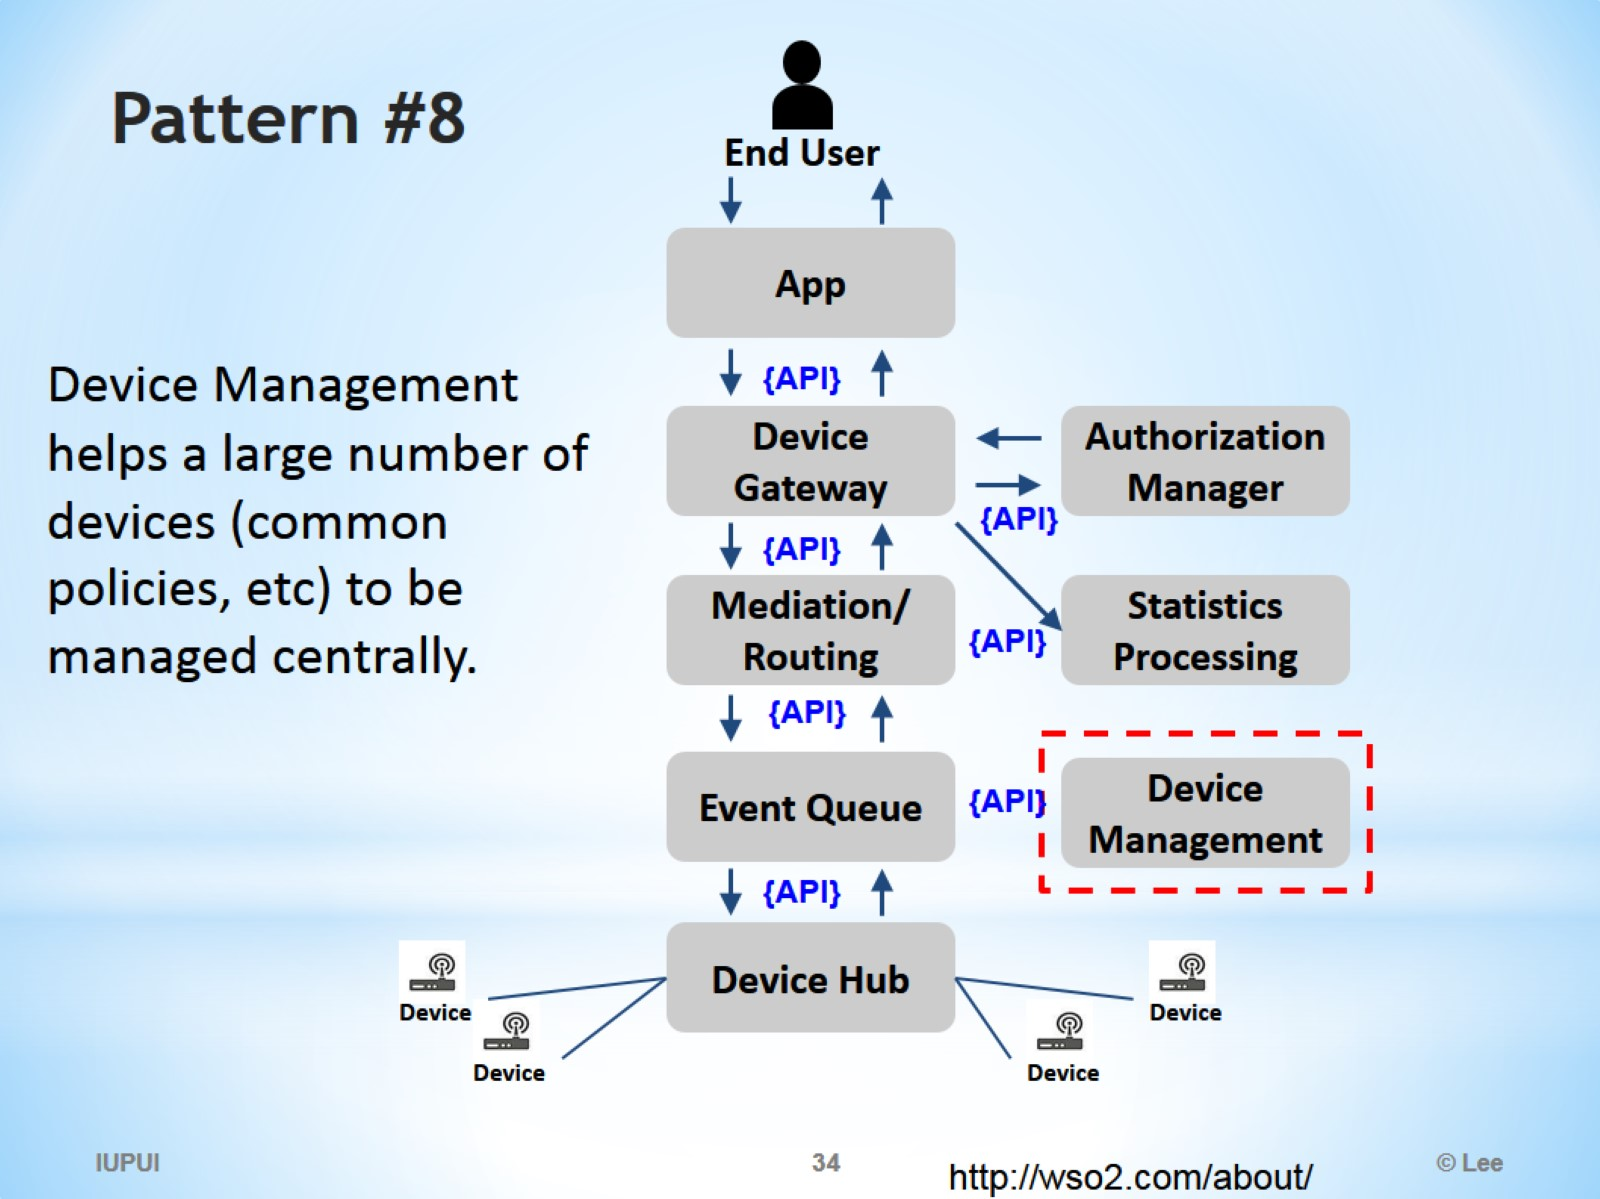 Pattern #8
End User
App
Device Management
helps a large number of
devices (common
policies, etc) to be
managed centrally.
{API}
Device
Gateway
Authorization
Manager
{API}
{API}
Mediation/
Routing
{API}
Statistics
Processing
{API}
Event Queue
{API}
Device
Management
{API}
Device Hub
Device
Device
Device
Device
IUPUI
34
http://wso2.com/about/
© Lee